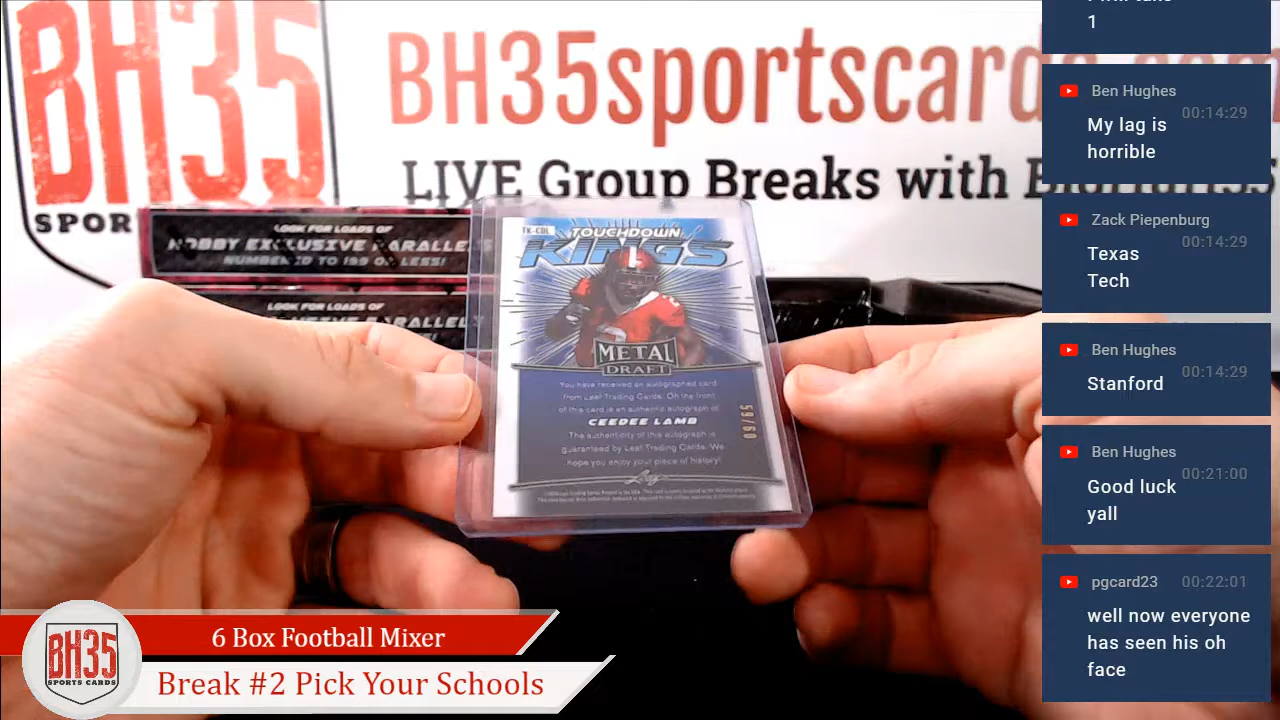 BH35
SPOR
BH35sportscard
LIVE Group Breaks with
LOOK FOR LOADS OF
HOBBY EXCLUSIVE PARALLELS
NUMBERED TO 199 OR LESS!
LOOK FOR LOADS OF
PARALLELS
TK-CDL
TOUCHDOWN
KINGS
METAL
DRAFT
You have received an autographed card
from Leaf Trading Cards. On the front
of this card is an authentic autograph of
CEEDEE LAMB
The authenticity of this autograph is
guaranteed by Leaf Trading Cards. We
hope you enjoy your piece of history!
Leaf
59/60
BH35
SPORTS CARDS
6 Box Football Mixer
Break #2 Pick Your Schools
1
Ben Hughes
00:14:29
My lag is
horrible
Zack Piepenburg
00:14:29
Texas
Tech
Ben Hughes
00:14:29
Stanford
Ben Hughes
00:21:00
Good luck
yall
pgcard23
00:22:01
well now everyone
has seen his oh
face